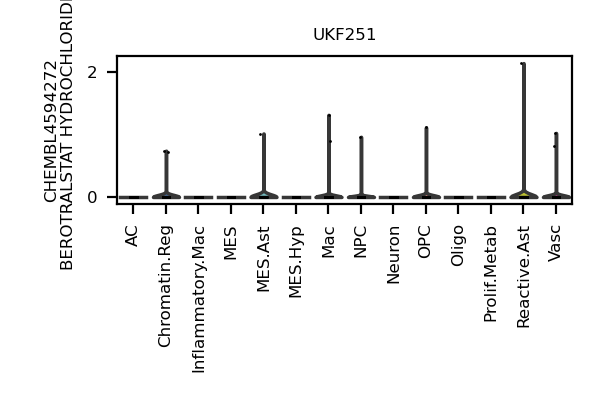 UKF251
CHEMBL4594272
BEROTRALSTAT HYDROCHLORIDE
2
0
AC
Chromatin.Reg
Inflammatory.Mac
MES
MES.Ast
MES.Hyp
Mac
NPC
Neuron
OPC
Oligo
Prolif.Metab
Reactive.Ast
Vasc